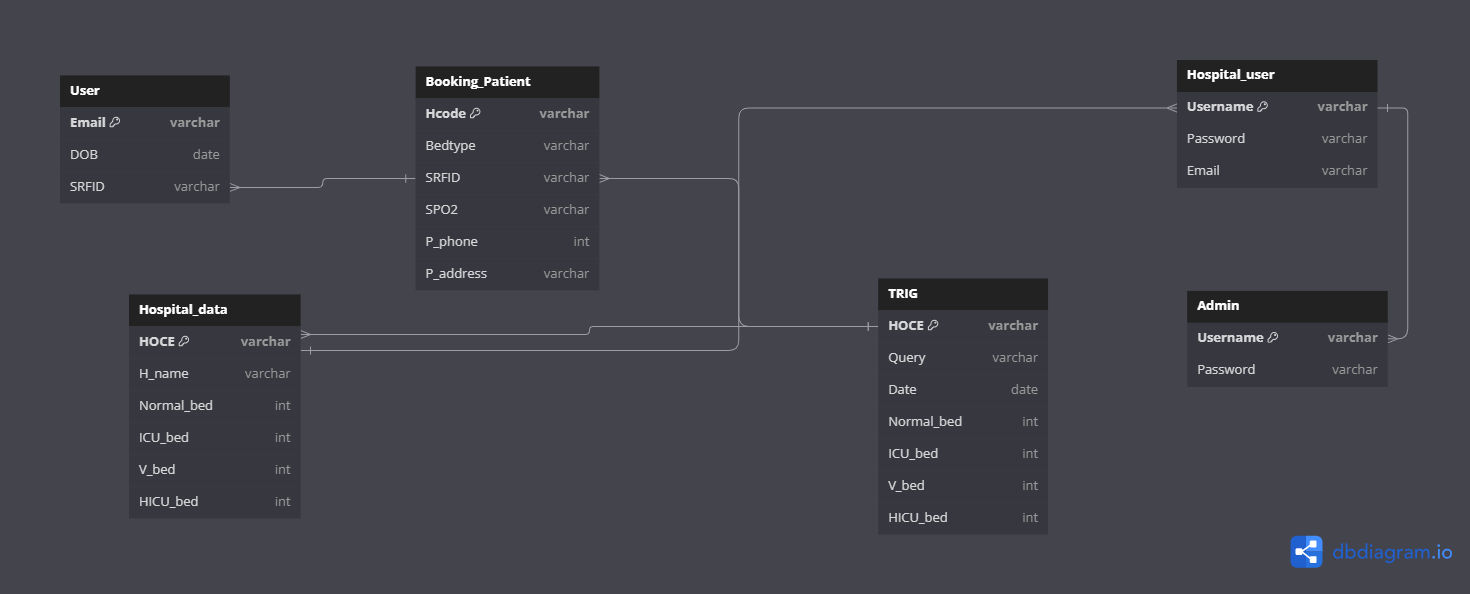 User
Email varchar
DOB date
SRFID varchar
Booking_Patient
Hcode varchar
Bedtype varchar
SRFID varchar
SPO2 varchar
P_phone int
P_address varchar
Hospital_user
Username varchar
Password varchar
Email varchar
Hospital_data
HOCE varchar
H_name varchar
Normal_bed int
ICU_bed int
V_bed int
HICU_bed int
TRIG
HOCE varchar
Query varchar
Date date
Normal_bed int
ICU_bed int
V_bed int
HICU_bed int
Admin
Username varchar
Password varchar
dbdiagram.io